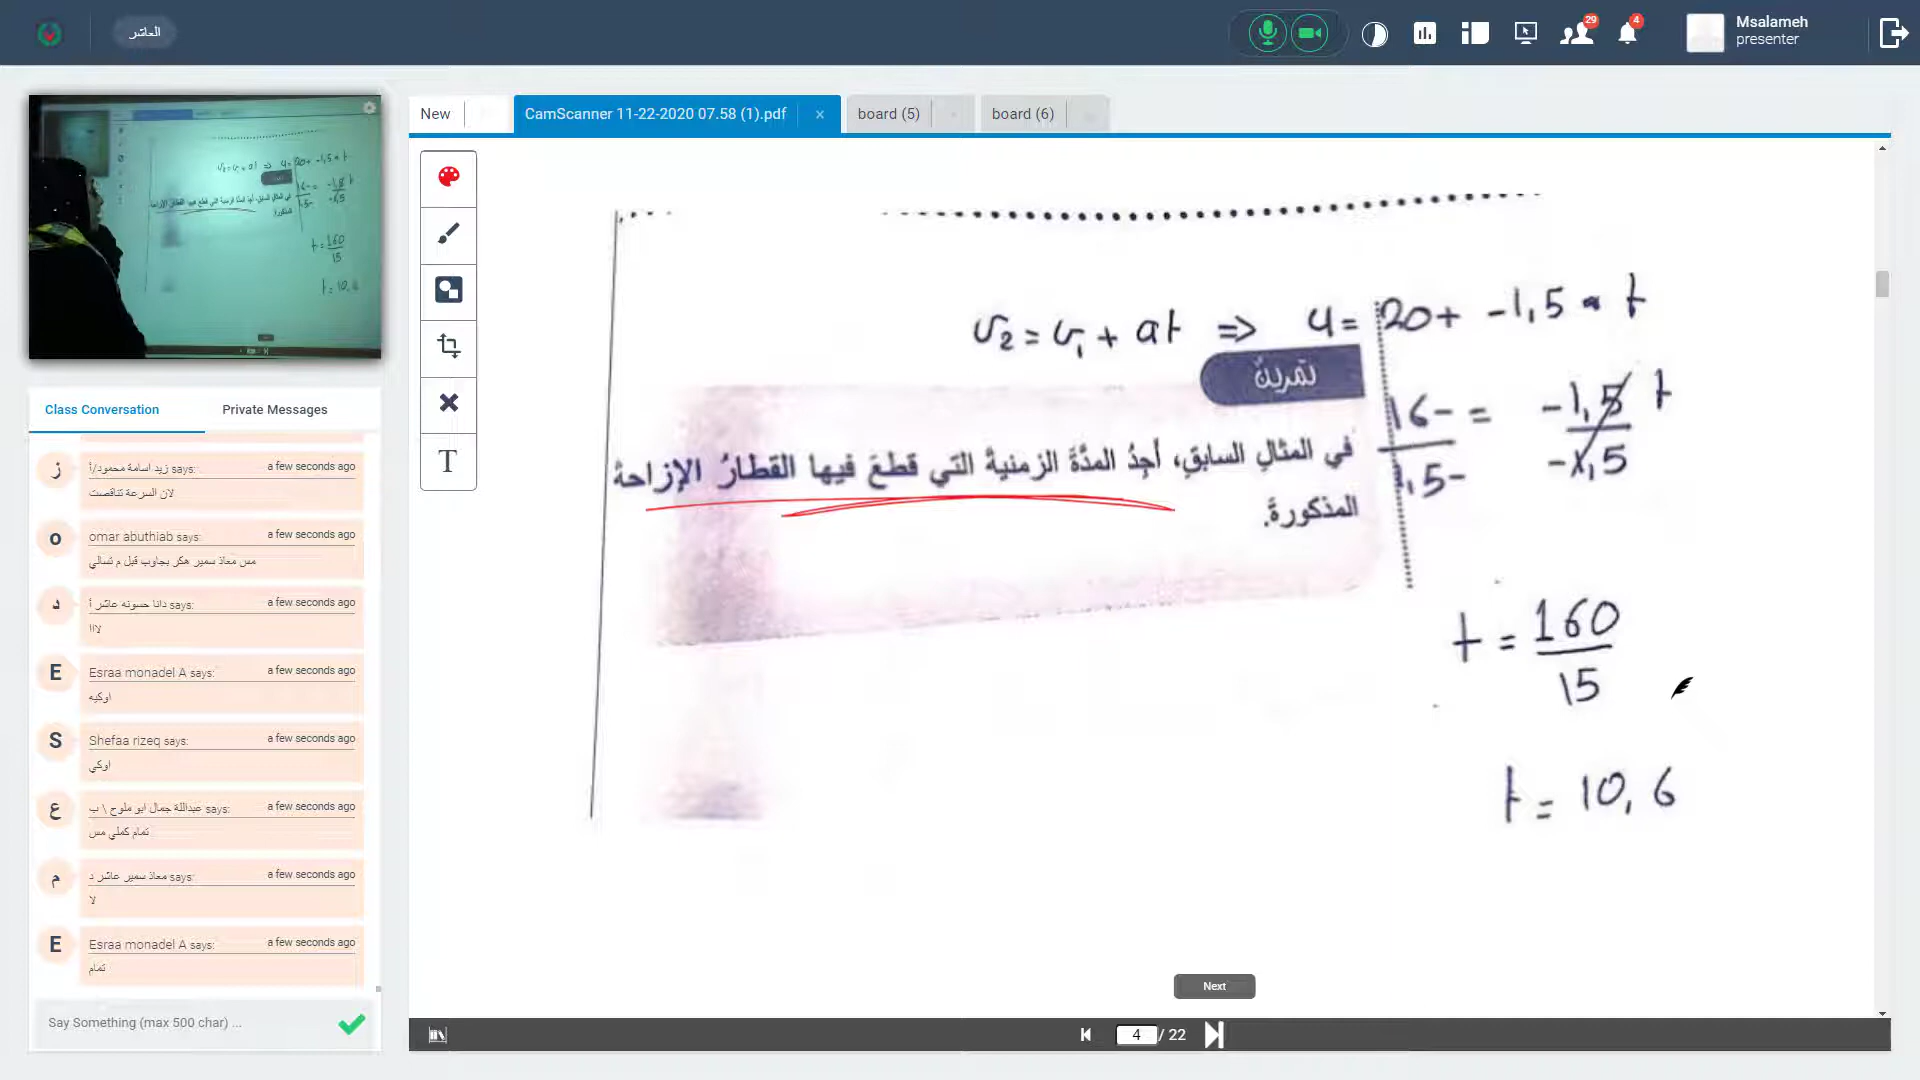 العاشر
29
4
Msalameh
presenter
New
CamScanner 11-22-2020 07.58 (1).pdf
x
board (5)
board (6)
T
υ₂ = υ₁ + at ⇒ 4 = 20 + -1,5 * t
تمرينٌ
16- = -1,5 t
1,5- -1,5
في المثالِ السابقِ، أجِدُ المدَّةَ الزمنيةَ التي قطعَ فيها القطارُ الإزاحةَ
المذكورةَ.
t = 160
15
t = 10,6
Next
4 / 22
Class Conversation
Private Messages
ز
زيد اسامة محمود/أ says:
a few seconds ago
لان السرعة تناقصت
o
omar abuthiab says:
a few seconds ago
مس معاذ سمير هكر بجاوب قبل م تسالي
د
دانا حسونه عاشر أ says:
a few seconds ago
لااا
E
Esraa monadel A says:
a few seconds ago
اوكيه
S
Shefaa rizeq says:
a few seconds ago
اوكي
ع
عبدالله جمال ابو ملوح \ ب says:
a few seconds ago
تمام كملي مس
م
معاذ سمير عاشر د says:
a few seconds ago
لا
E
Esraa monadel A says:
a few seconds ago
تمام
Say Something (max 500 char) ...